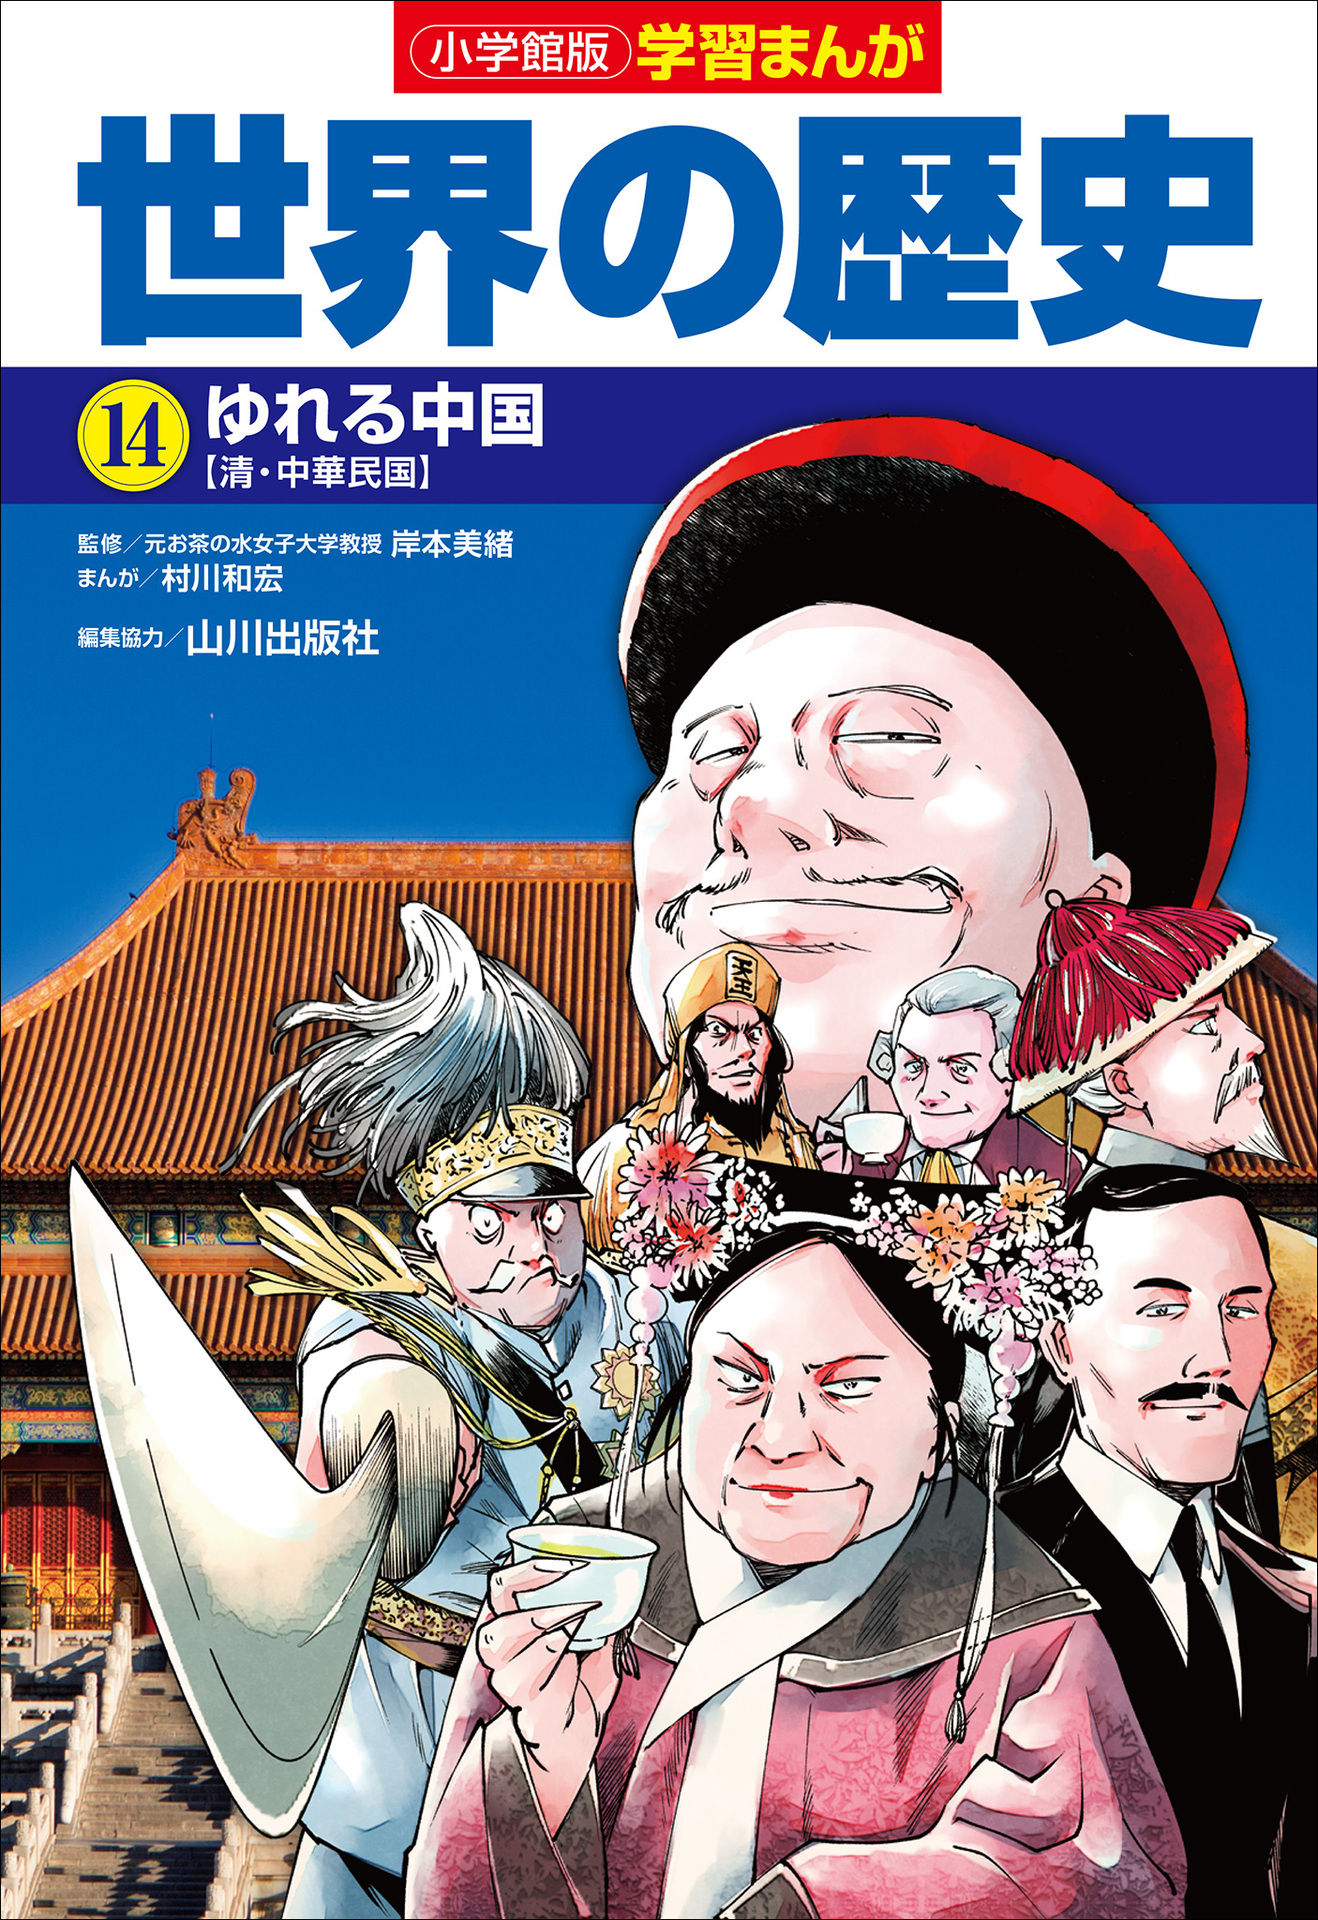 小学館版 学習まんが
世界の歴史
14 ゆれる中国
【清・中華民国】
監修／元お茶の水女子大学教授 岸本美緒
まんが／村川和宏
編集協力／山川出版社
天王